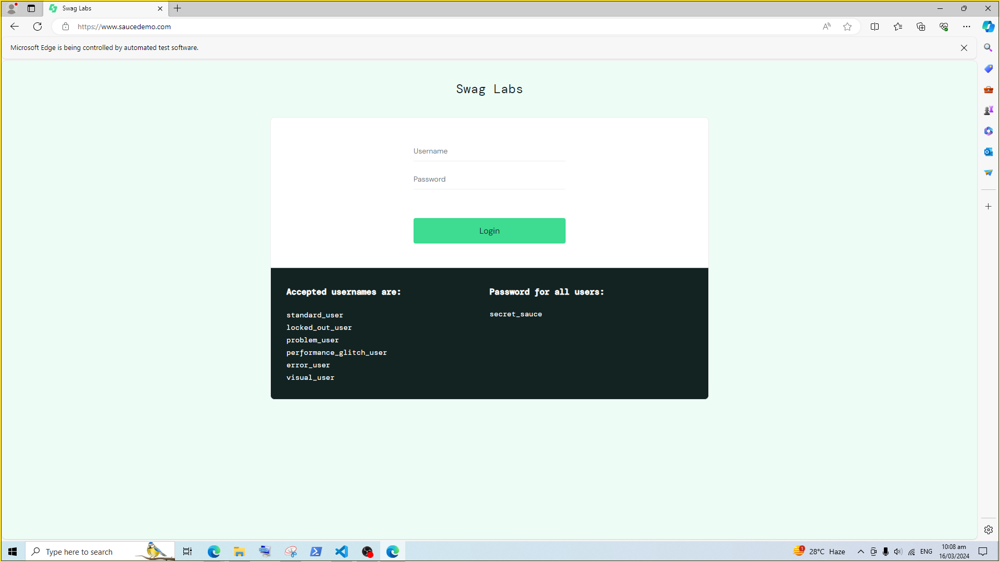 Swag Labs
https://www.saucedemo.com
Microsoft Edge is being controlled by automated test software.
Swag Labs
Username
Password
Login
Accepted usernames are:
standard_user
locked_out_user
problem_user
performance_glitch_user
error_user
visual_user
Password for all users:
secret_sauce
Type here to search
1
28°C Haze
ENG
10:08 am
16/03/2024